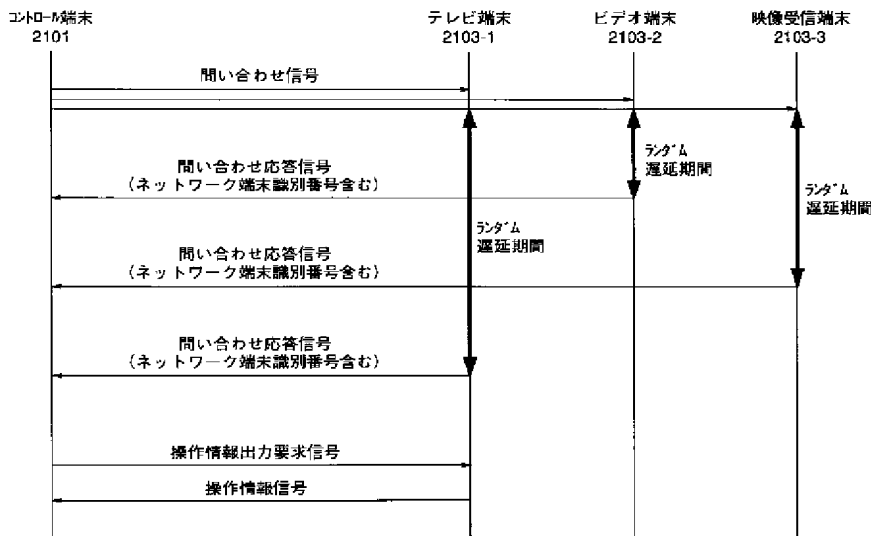 コントロール端末
2101
テレビ端末
2103-1
ビデオ端末
2103-2
映像受信端末
2103-3
問い合わせ信号
ランダム
遅延期間
ランダム
遅延期間
問い合わせ応答信号
(ネットワーク端末識別番号含む)
ランダム
遅延期間
問い合わせ応答信号
(ネットワーク端末識別番号含む)
問い合わせ応答信号
(ネットワーク端末識別番号含む)
操作情報出力要求信号
操作情報信号